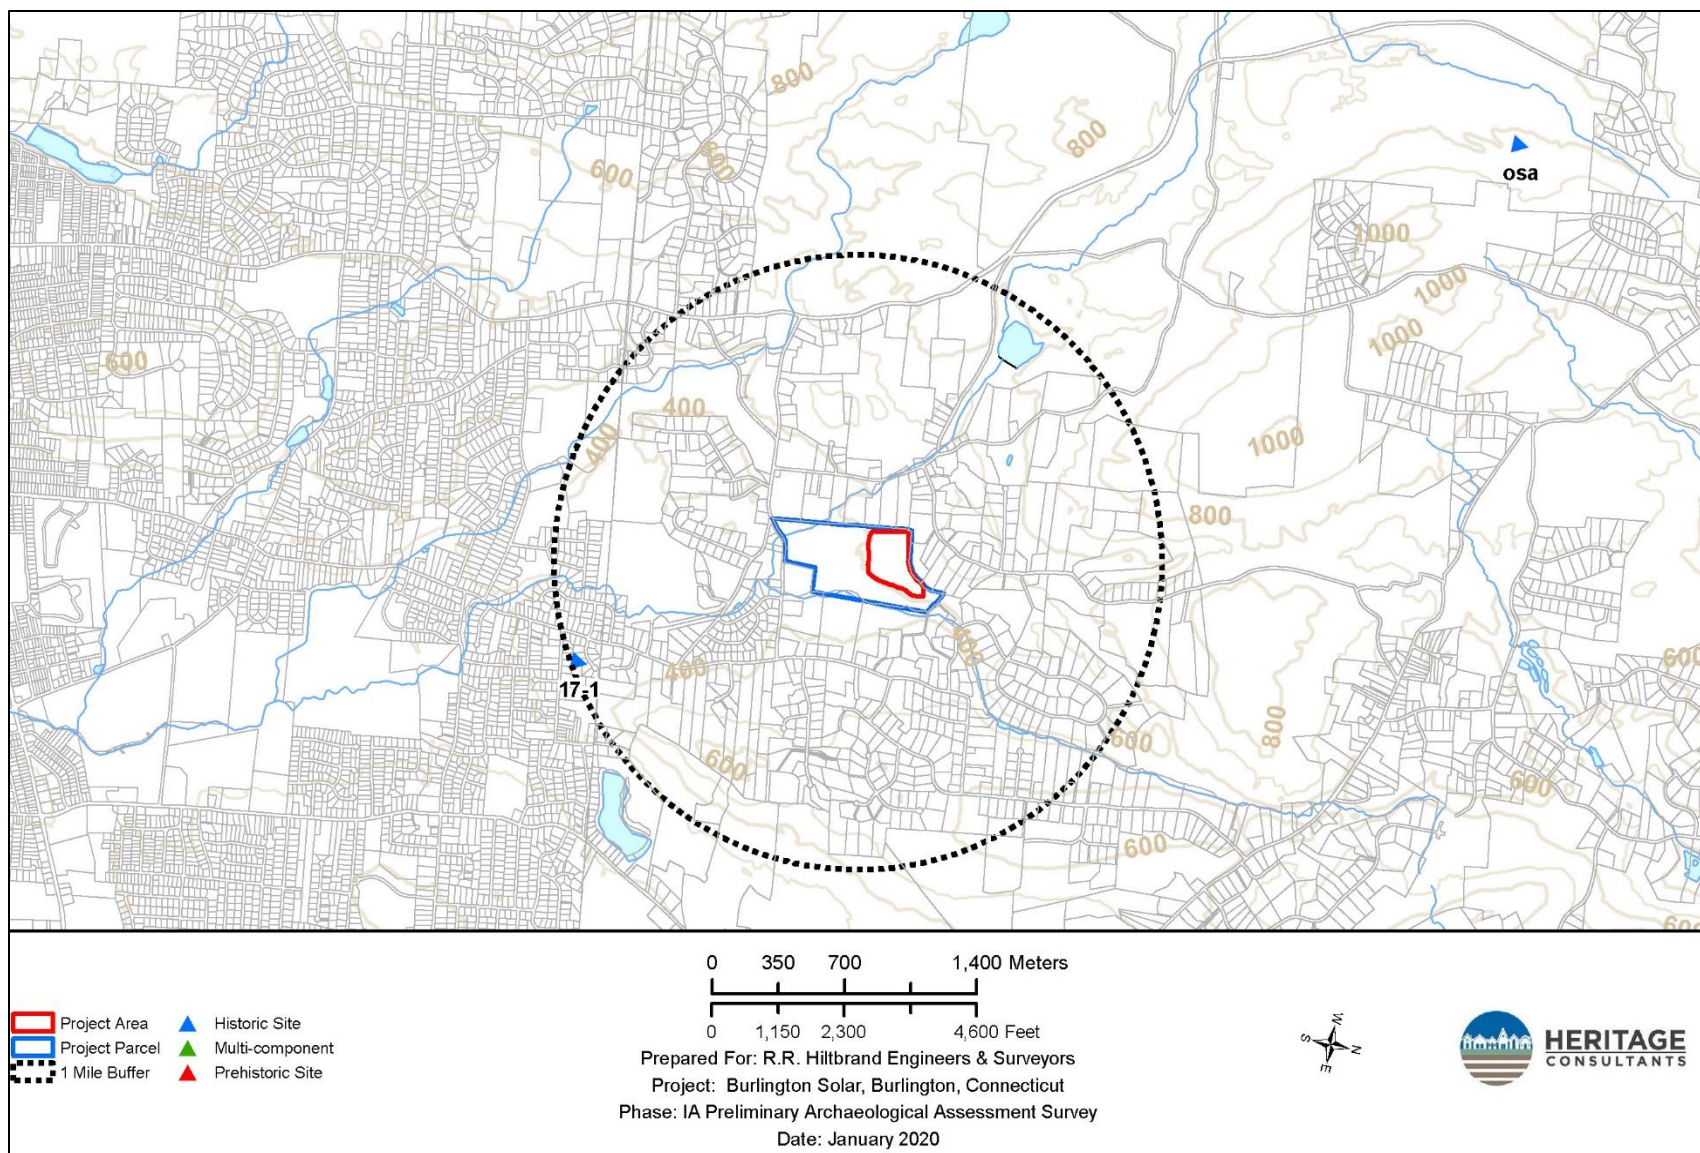 800
800
800
600
osa
1000
1000
1000
600
400
400
1000
800
600
400
17-1
800
600
600
600
600
600
600
0 350 700 1,400 Meters
0 1,150 2,300 4,600 Feet
Project Area
Project Parcel
1 Mile Buffer
Historic Site
Multi-component
Prehistoric Site
Prepared For: R.R. Hiltbrand Engineers & Surveyors
Project: Burlington Solar, Burlington, Connecticut
Phase: IA Preliminary Archaeological Assessment Survey
Date: January 2020
W
S
N
E
HERITAGE
CONSULTANTS